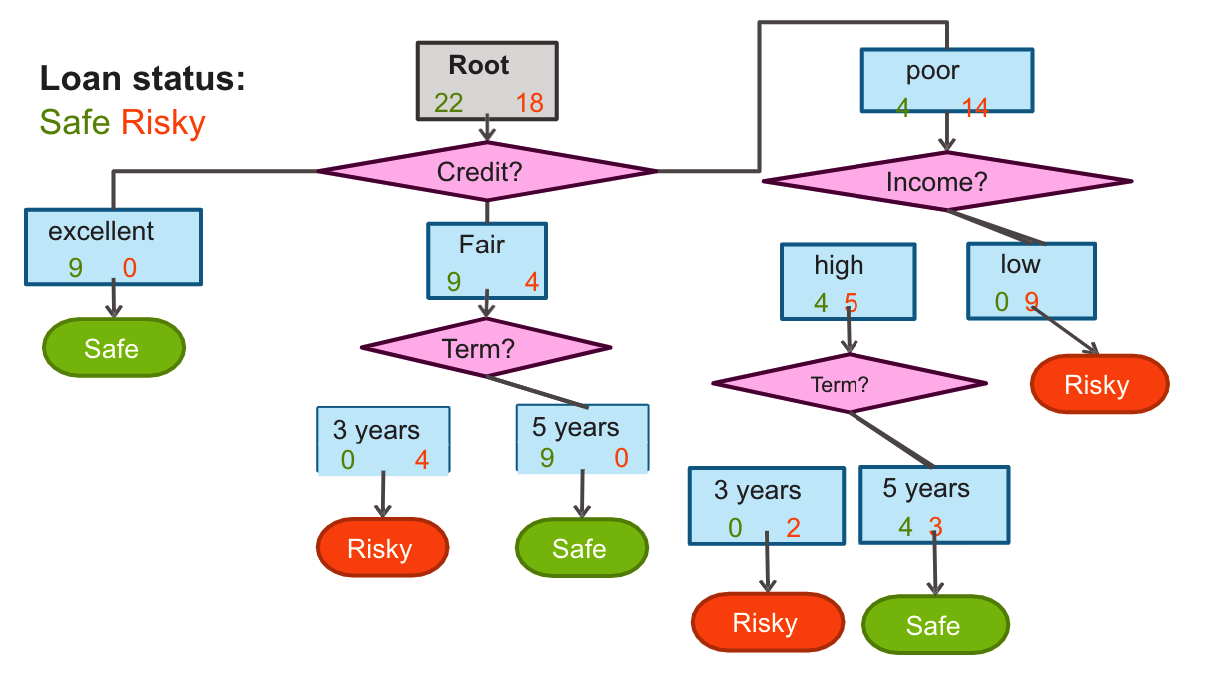 Loan status:
Safe Risky
Root
22 18
Credit?
excellent
9 0
Safe
Fair
9 4
Term?
3 years
0 4
Risky
5 years
9 0
Safe
poor
4 14
Income?
high
4 5
Term?
3 years
0 2
Risky
5 years
4 3
Safe
low
0 9
Risky